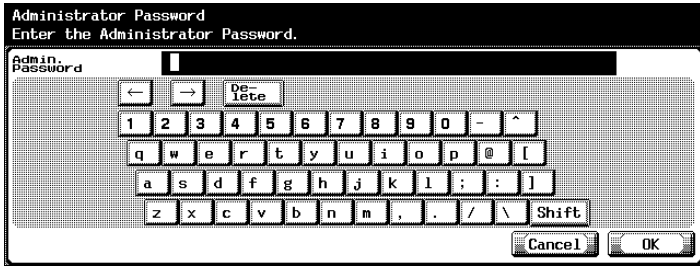 Administrator Password
Enter the Administrator Password.
Admin.
Password
← → De-
lete
1 2 3 4 5 6 7 8 9 0 - ^
q w e r t y u i o p @ [
a s d f g h j k l ; : ]
z x c v b n m , . / \ Shift
Cancel OK